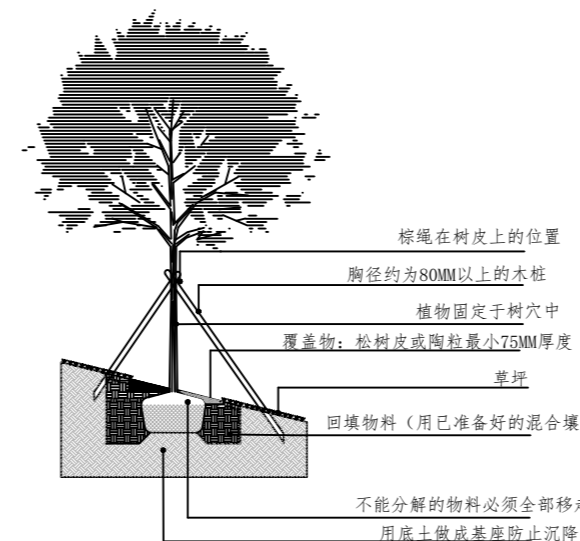 棕绳在树皮上的位置
胸径约为80MM以上的木桩
植物固定于树穴中
覆盖物：松树皮或陶粒最小75MM厚度
草坪
回填物料（用已准备好的混合壤
不能分解的物料必须全部移走
用底土做成基座防止沉降